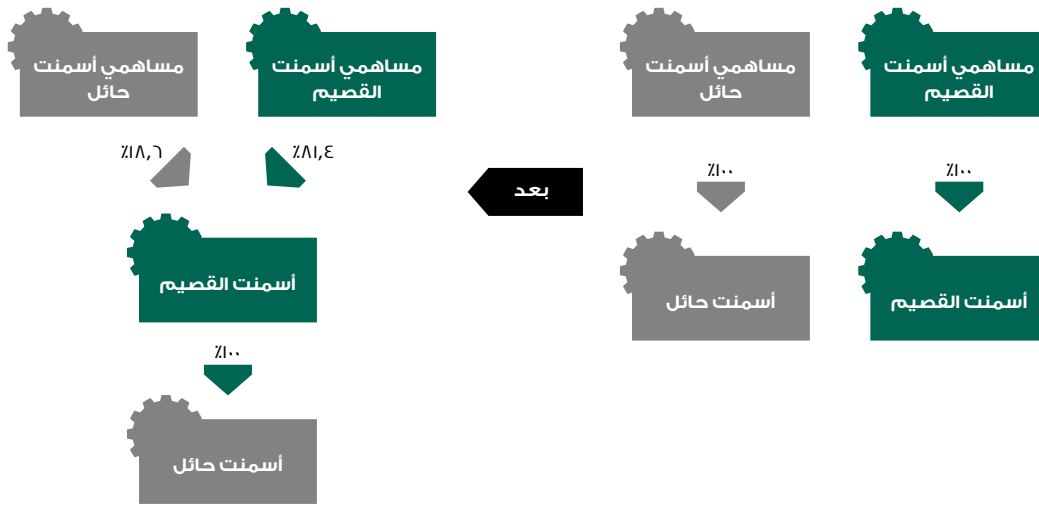 مساهمي أسمنت
القصيم
مساهمي أسمنت
حائل
٪١٠٠
٪١٠٠
أسمنت القصيم
أسمنت حائل
بعد
مساهمي أسمنت
القصيم
مساهمي أسمنت
حائل
٪٨١,٤
٪١٨,٦
أسمنت القصيم
٪١٠٠
أسمنت حائل